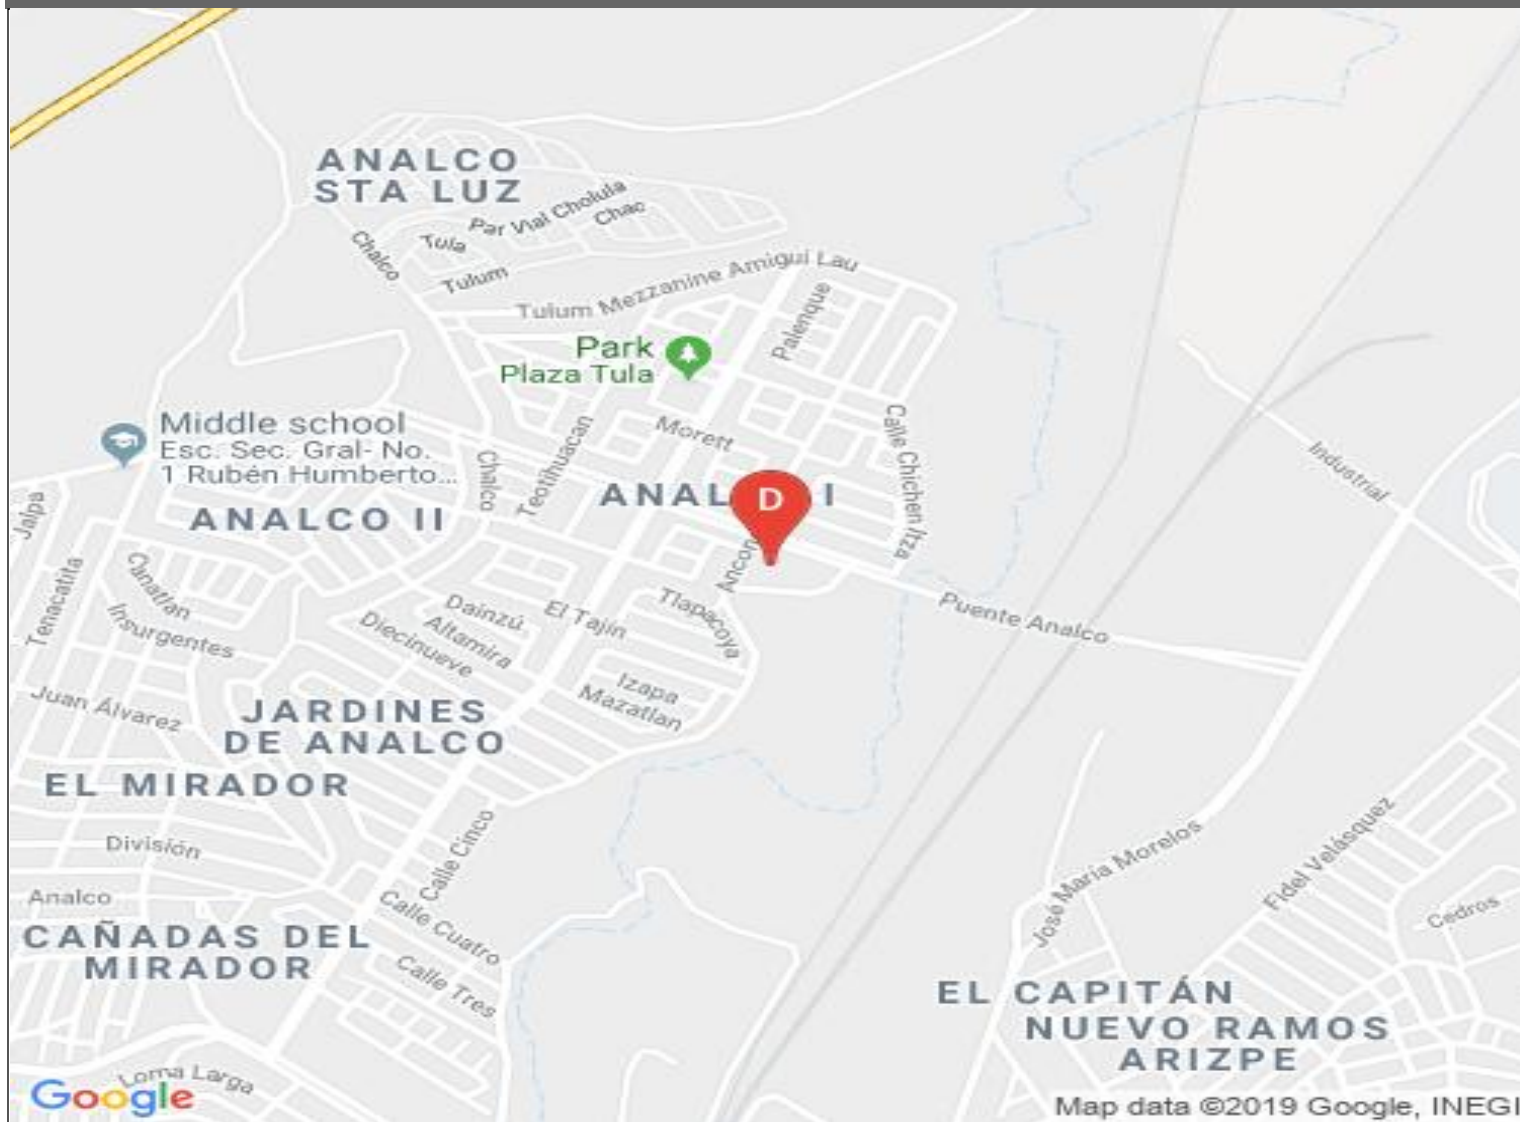 ANALCO
STA LUZ
Par Vial Cholula
Chac
Tula
Chalco
Tulum
Tulum Mezzanine Amigui Lau
Palenque
Park
Plaza Tula
Middle school
Esc. Sec. Gral- No.
1 Rubén Humberto...
Morett
Calle Chichen Itza
Teotihuacan
Chalco
Industrial
Jalpa
ANALCO II
D
I
Tenacatita
Canatlan
Insurgentes
Dainzú
Altamira
Diecinueve
El Tajín
Tlapacoya
Puente Analco
Izapa
Mazatlan
Juan Álvarez
JARDINES
DE ANALCO
EL MIRADOR
División
Calle Cinco
José María Morelos
Fidel Velásquez
Analco
Calle Cuatro
Cedros
CAÑADAS DEL
MIRADOR
Calle Tres
EL CAPITÁN
NUEVO RAMOS
ARIZPE
Loma Larga
Google
Map data ©2019 Google, INEGI